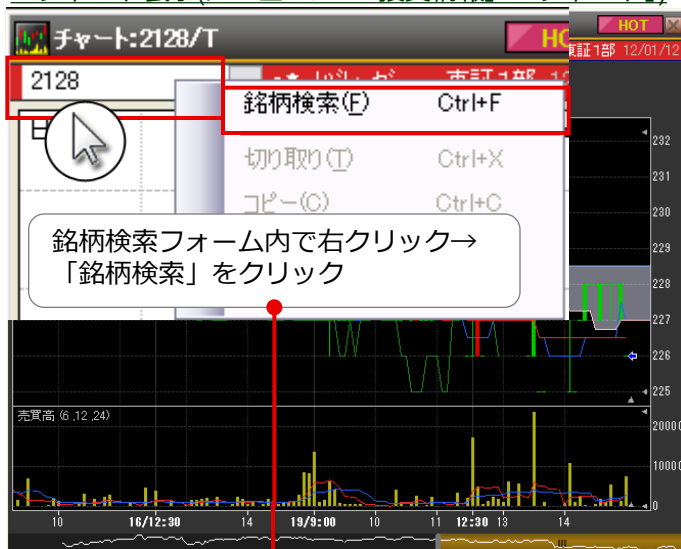 チャート:2128/T
HOT
東証1部 12/01/12
2128
銘柄検索(F) Ctrl+F
切り取り(T) Ctrl+X
コピー(C) Ctrl+C
銘柄検索フォーム内で右クリック→
「銘柄検索」をクリック
232
231
230
229
228
227
226
225
売買高 (6 ,12 ,24)
20000
10000
0
10 16/12:30 14 19/9:00 10 11 12:30 13 14